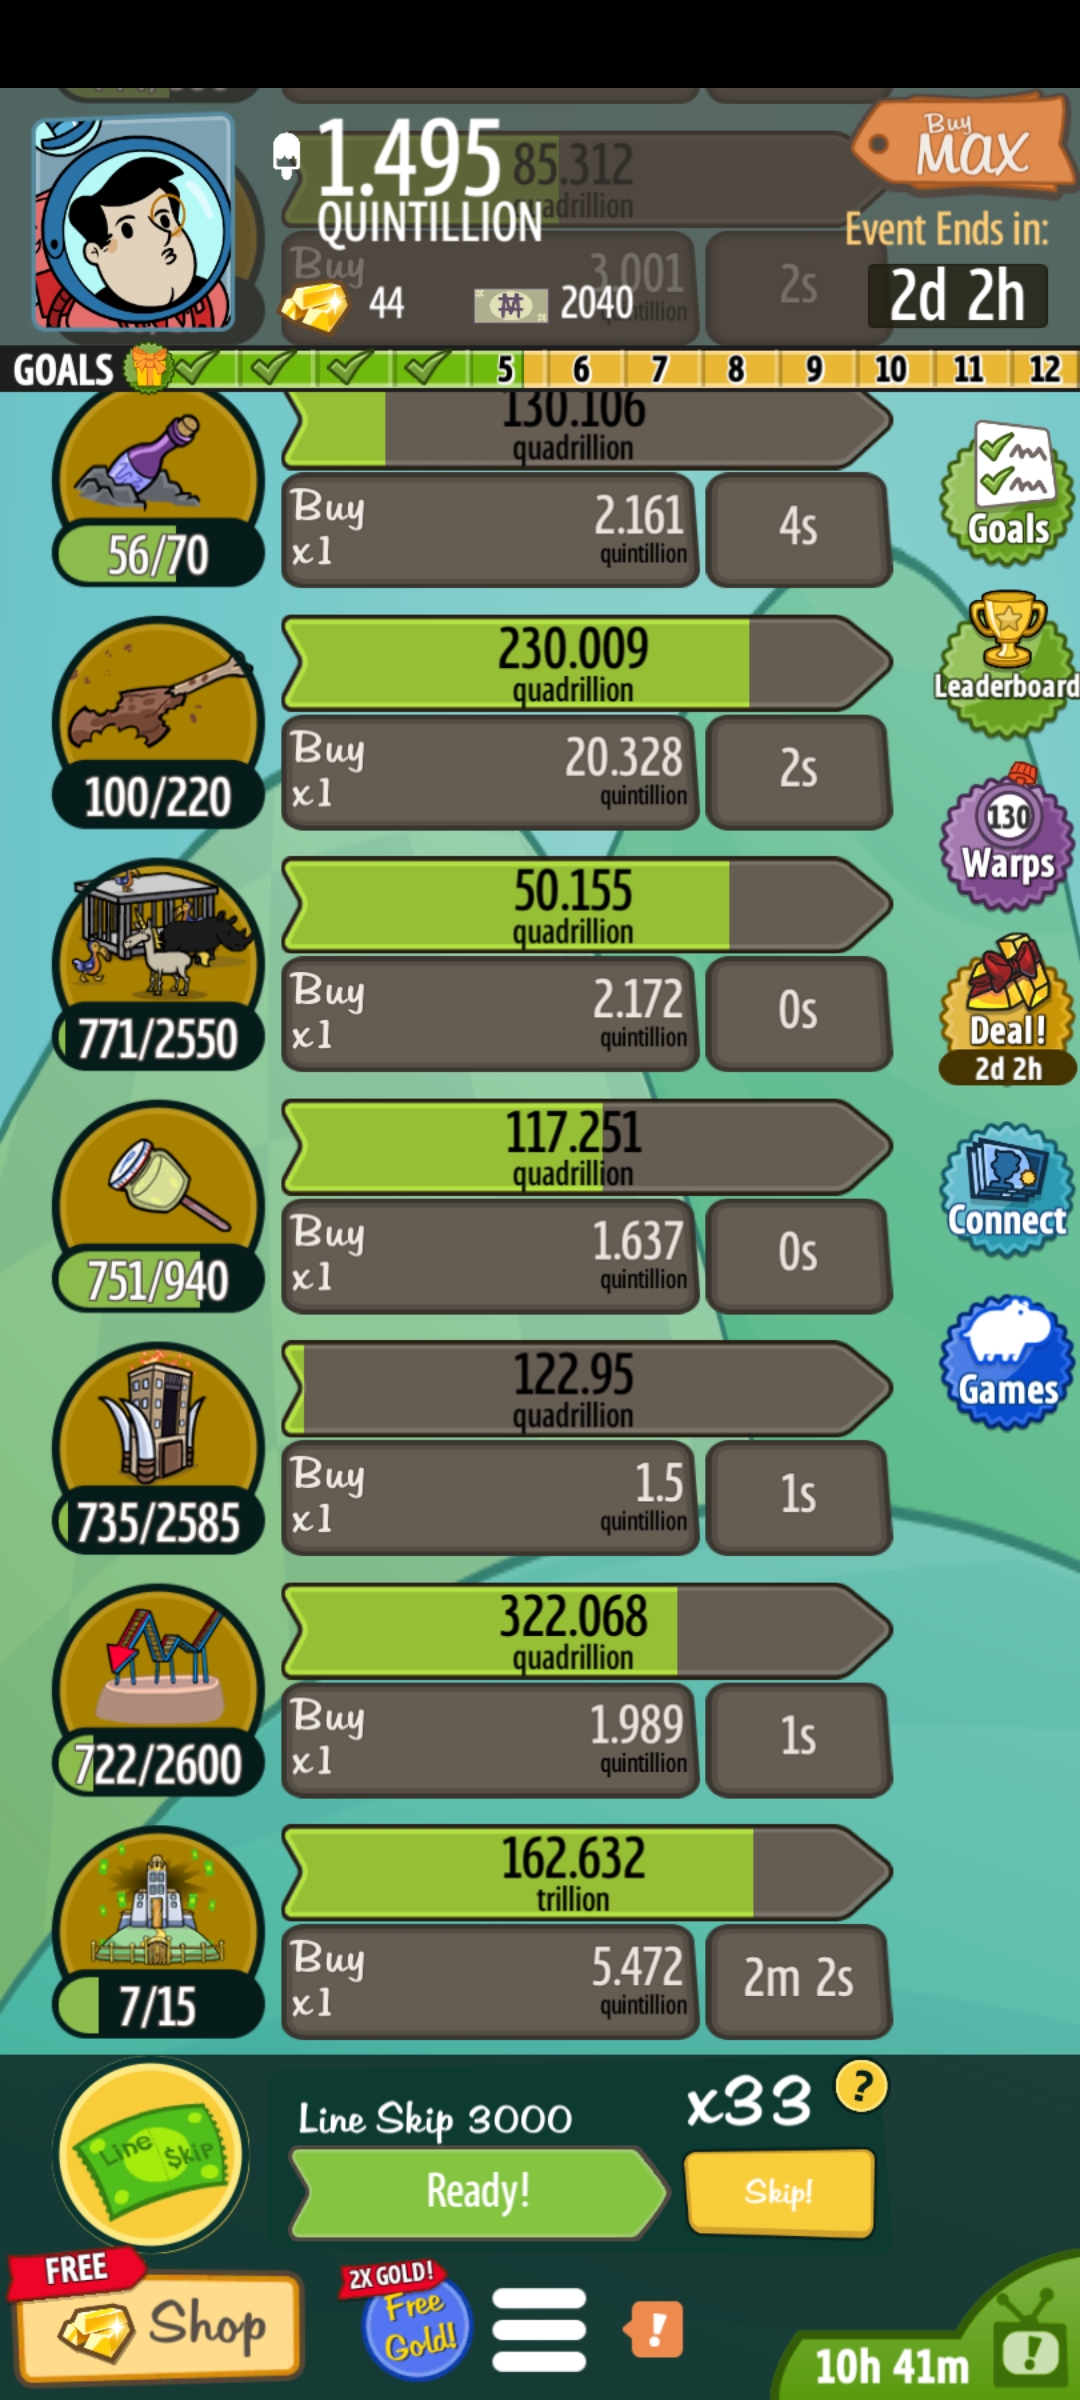 1.495
QUINTILLION
85.312
quadrillion
Buy
MAX
Event Ends in:
2d 2h
Buy
3.001
2s
44
2040
GOALS
5
6
7
8
9
10
11
12
130.106
quadrillion
56/70
Buy
x1
2.161
quintillion
4s
Goals
230.009
quadrillion
100/220
Buy
x1
20.328
quintillion
2s
Leaderboard
130
Warps
50.155
quadrillion
771/2550
Buy
x1
2.172
quintillion
0s
Deal!
2d 2h
117.251
quadrillion
751/940
Buy
x1
1.637
quintillion
0s
Connect
122.95
quadrillion
735/2585
Buy
x1
1.5
quintillion
1s
Games
322.068
quadrillion
722/2600
Buy
x1
1.989
quintillion
1s
162.632
trillion
7/15
Buy
x1
5.472
quintillion
2m 2s
Line $kip
Line Skip 3000
Ready!
x33
?
Skip!
FREE
Shop
2X GOLD!
Free
Gold!
!
10h 41m
!